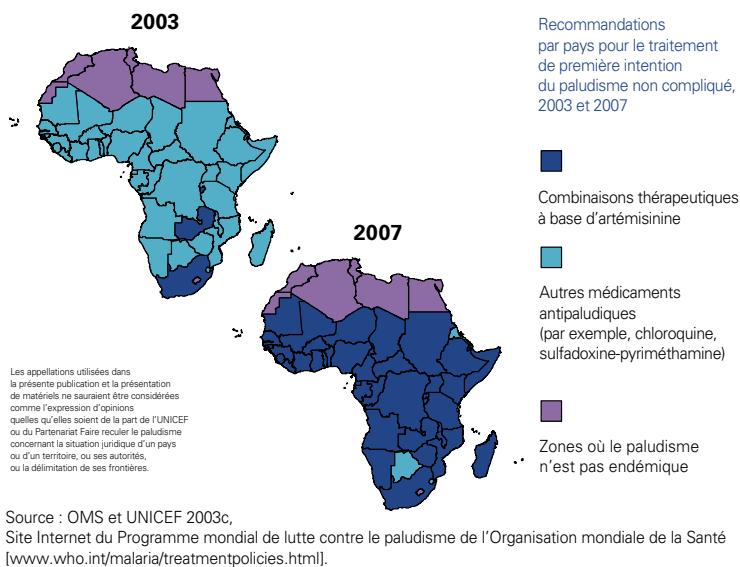 2003
Recommandations
par pays pour le traitement
de première intention
du paludisme non compliqué,
2003 et 2007
Combinaisons thérapeutiques
à base d'artémisinine
2007
Autres médicaments
antipaludiques
(par exemple, chloroquine,
sulfadoxine-pyriméthamine)
Les appellations utilisées dans
la présente publication et la présentation
de matériels ne sauraient être considérées
comme l'expression d'opinions
quelles qu'elles soient de la part de l'UNICEF
ou du Partenariat Faire reculer le paludisme
concernant la situation juridique d'un pays
ou d'un territoire, ou ses autorités,
ou la délimitation de ses frontières.
Zones où le paludisme
n'est pas endémique
Source : OMS et UNICEF 2003c,
Site Internet du Programme mondial de lutte contre le paludisme de l'Organisation mondiale de la Santé
[www.who.int/malaria/treatmentpolicies.html].